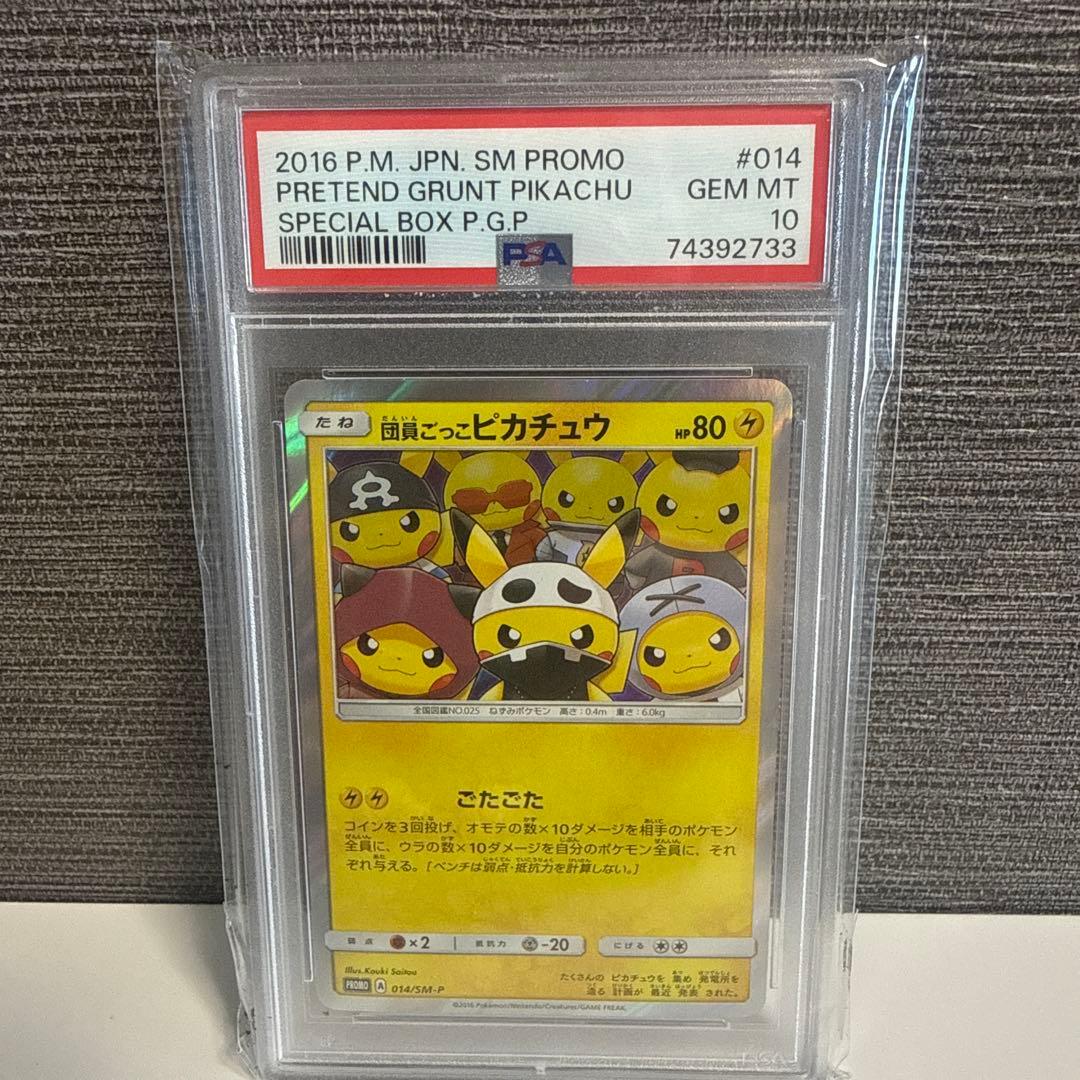 2016 P.M. JPN. SM PROMO #014
PRETEND GRUNT PIKACHU GEM MT
SPECIAL BOX P.G.P 10
PSA 74392733
たね 団員ごっこピカチュウ HP80
だんいん
全国図鑑NO.025 ねずみポケモン 高さ:0.4m 重さ:6.0kg
ごたごた
コインを3回投げ、オモテの数×10ダメージを相手のポケモン
全員に、ウラの数×10ダメージを自分のポケモン全員に、それ
ぞれ与える。[ベンチは弱点・抵抗力を計算しない。]
弱点 ×2 抵抗力 -20 にげる
Illus.Kouki Saitou
PROMO A 014/SM-P
たくさんの ピカチュウを 集め 発電所を
造る 計画が 最近 発表 された。
©2016 Pokémon/Nintendo/Creatures/GAME FREAK.